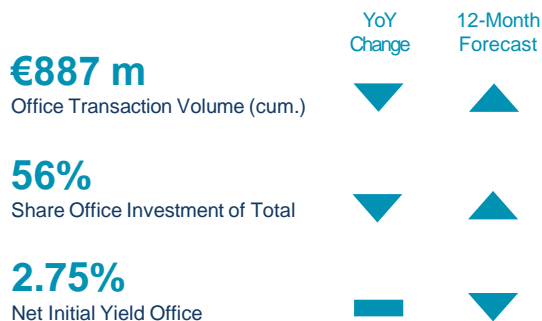 YoY
Change
12-Month
Forecast
€887 m
Office Transaction Volume (cum.)
56%
Share Office Investment of Total
2.75%
Net Initial Yield Office